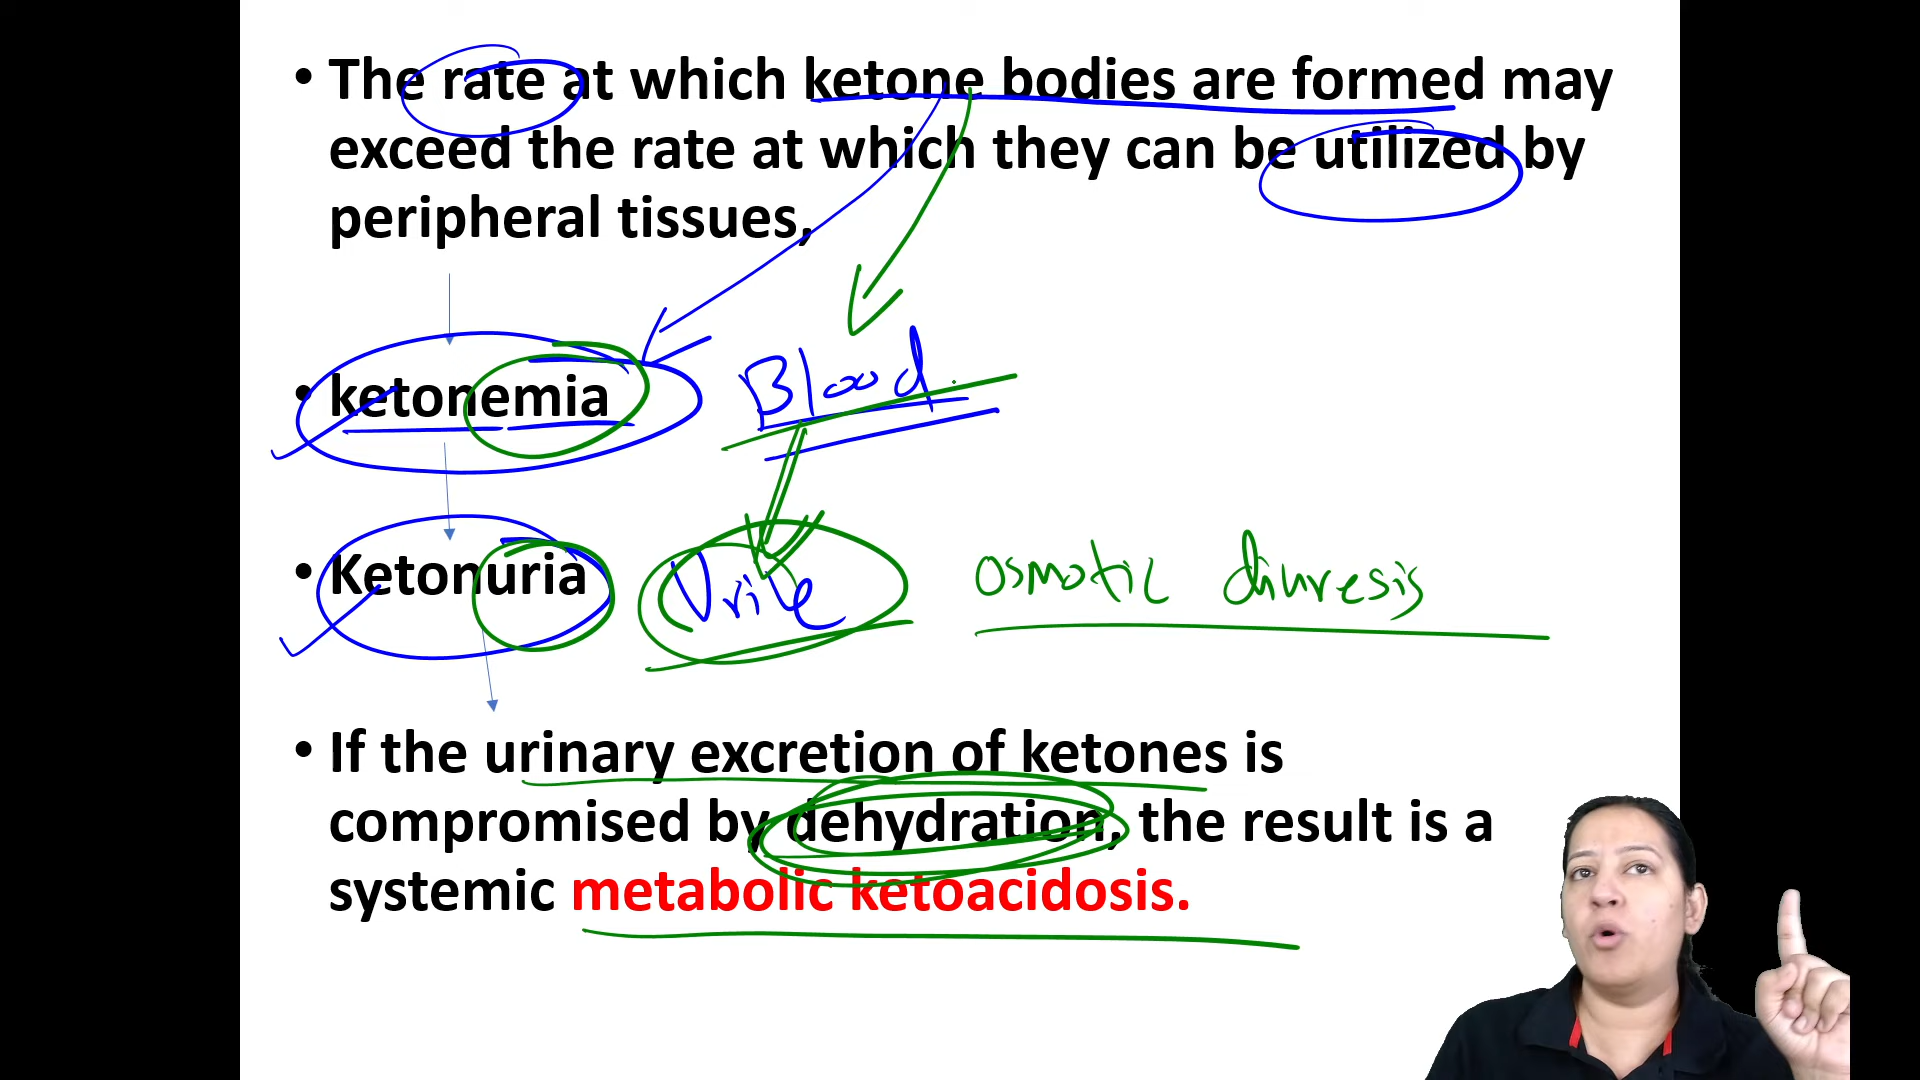 • The rate at which ketone bodies are formed may
exceed the rate at which they can be utilized by
peripheral tissues,
• ketonemia Blood
• Ketonuria Urine osmotic diuresis
• If the urinary excretion of ketones is
compromised by dehydration, the result is a
systemic metabolic ketoacidosis.